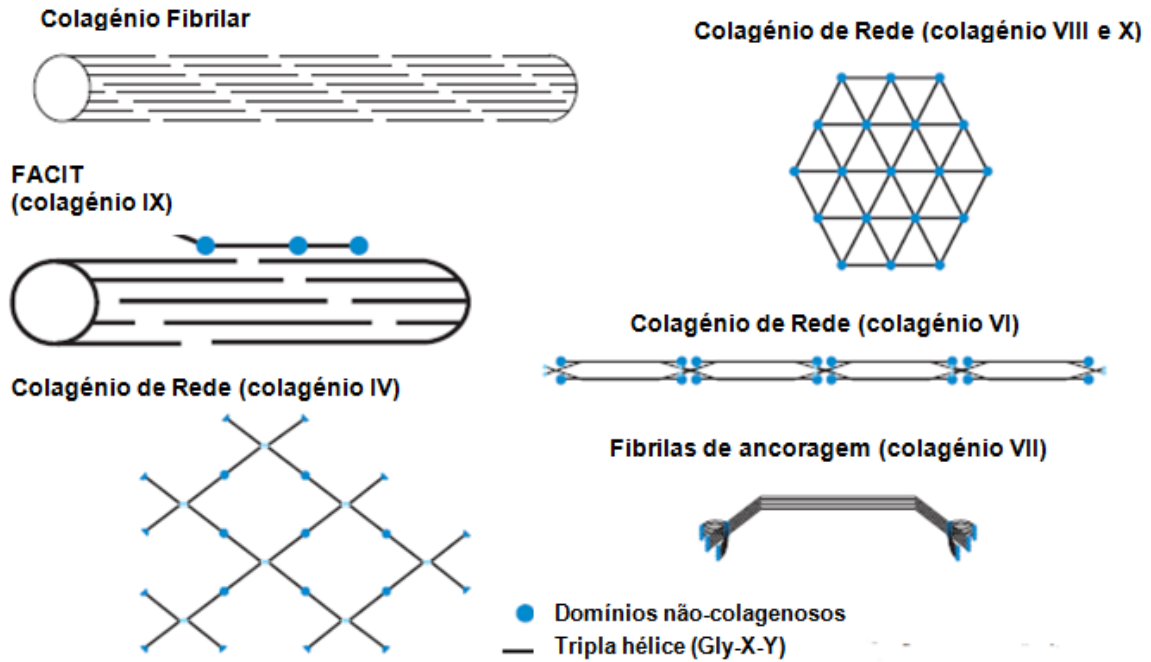 Colagénio Fibrilar
Colagénio de Rede (colagénio VIII e X)
FACIT
(colagénio IX)
Colagénio de Rede (colagénio VI)
Colagénio de Rede (colagénio IV)
Fibrilas de ancoragem (colagénio VII)
Domínios não-colagenosos
Tripla hélice (Gly-X-Y)